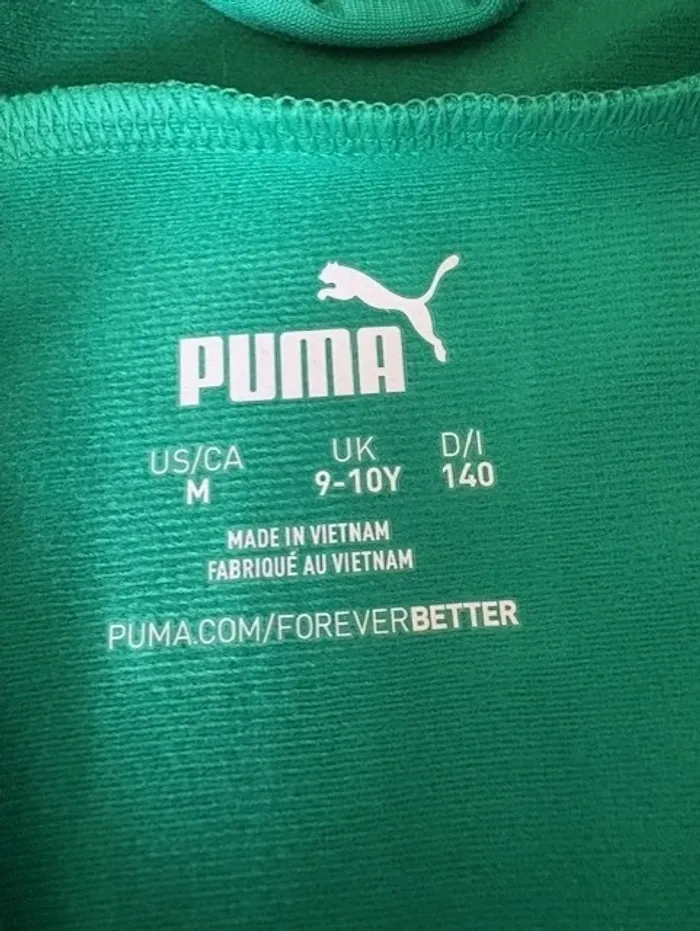 PUMA
US/CA UK D/I
M 9-10Y 140
MADE IN VIETNAM
FABRIQUÉ AU VIETNAM
PUMA.COM/FOREVERBETTER